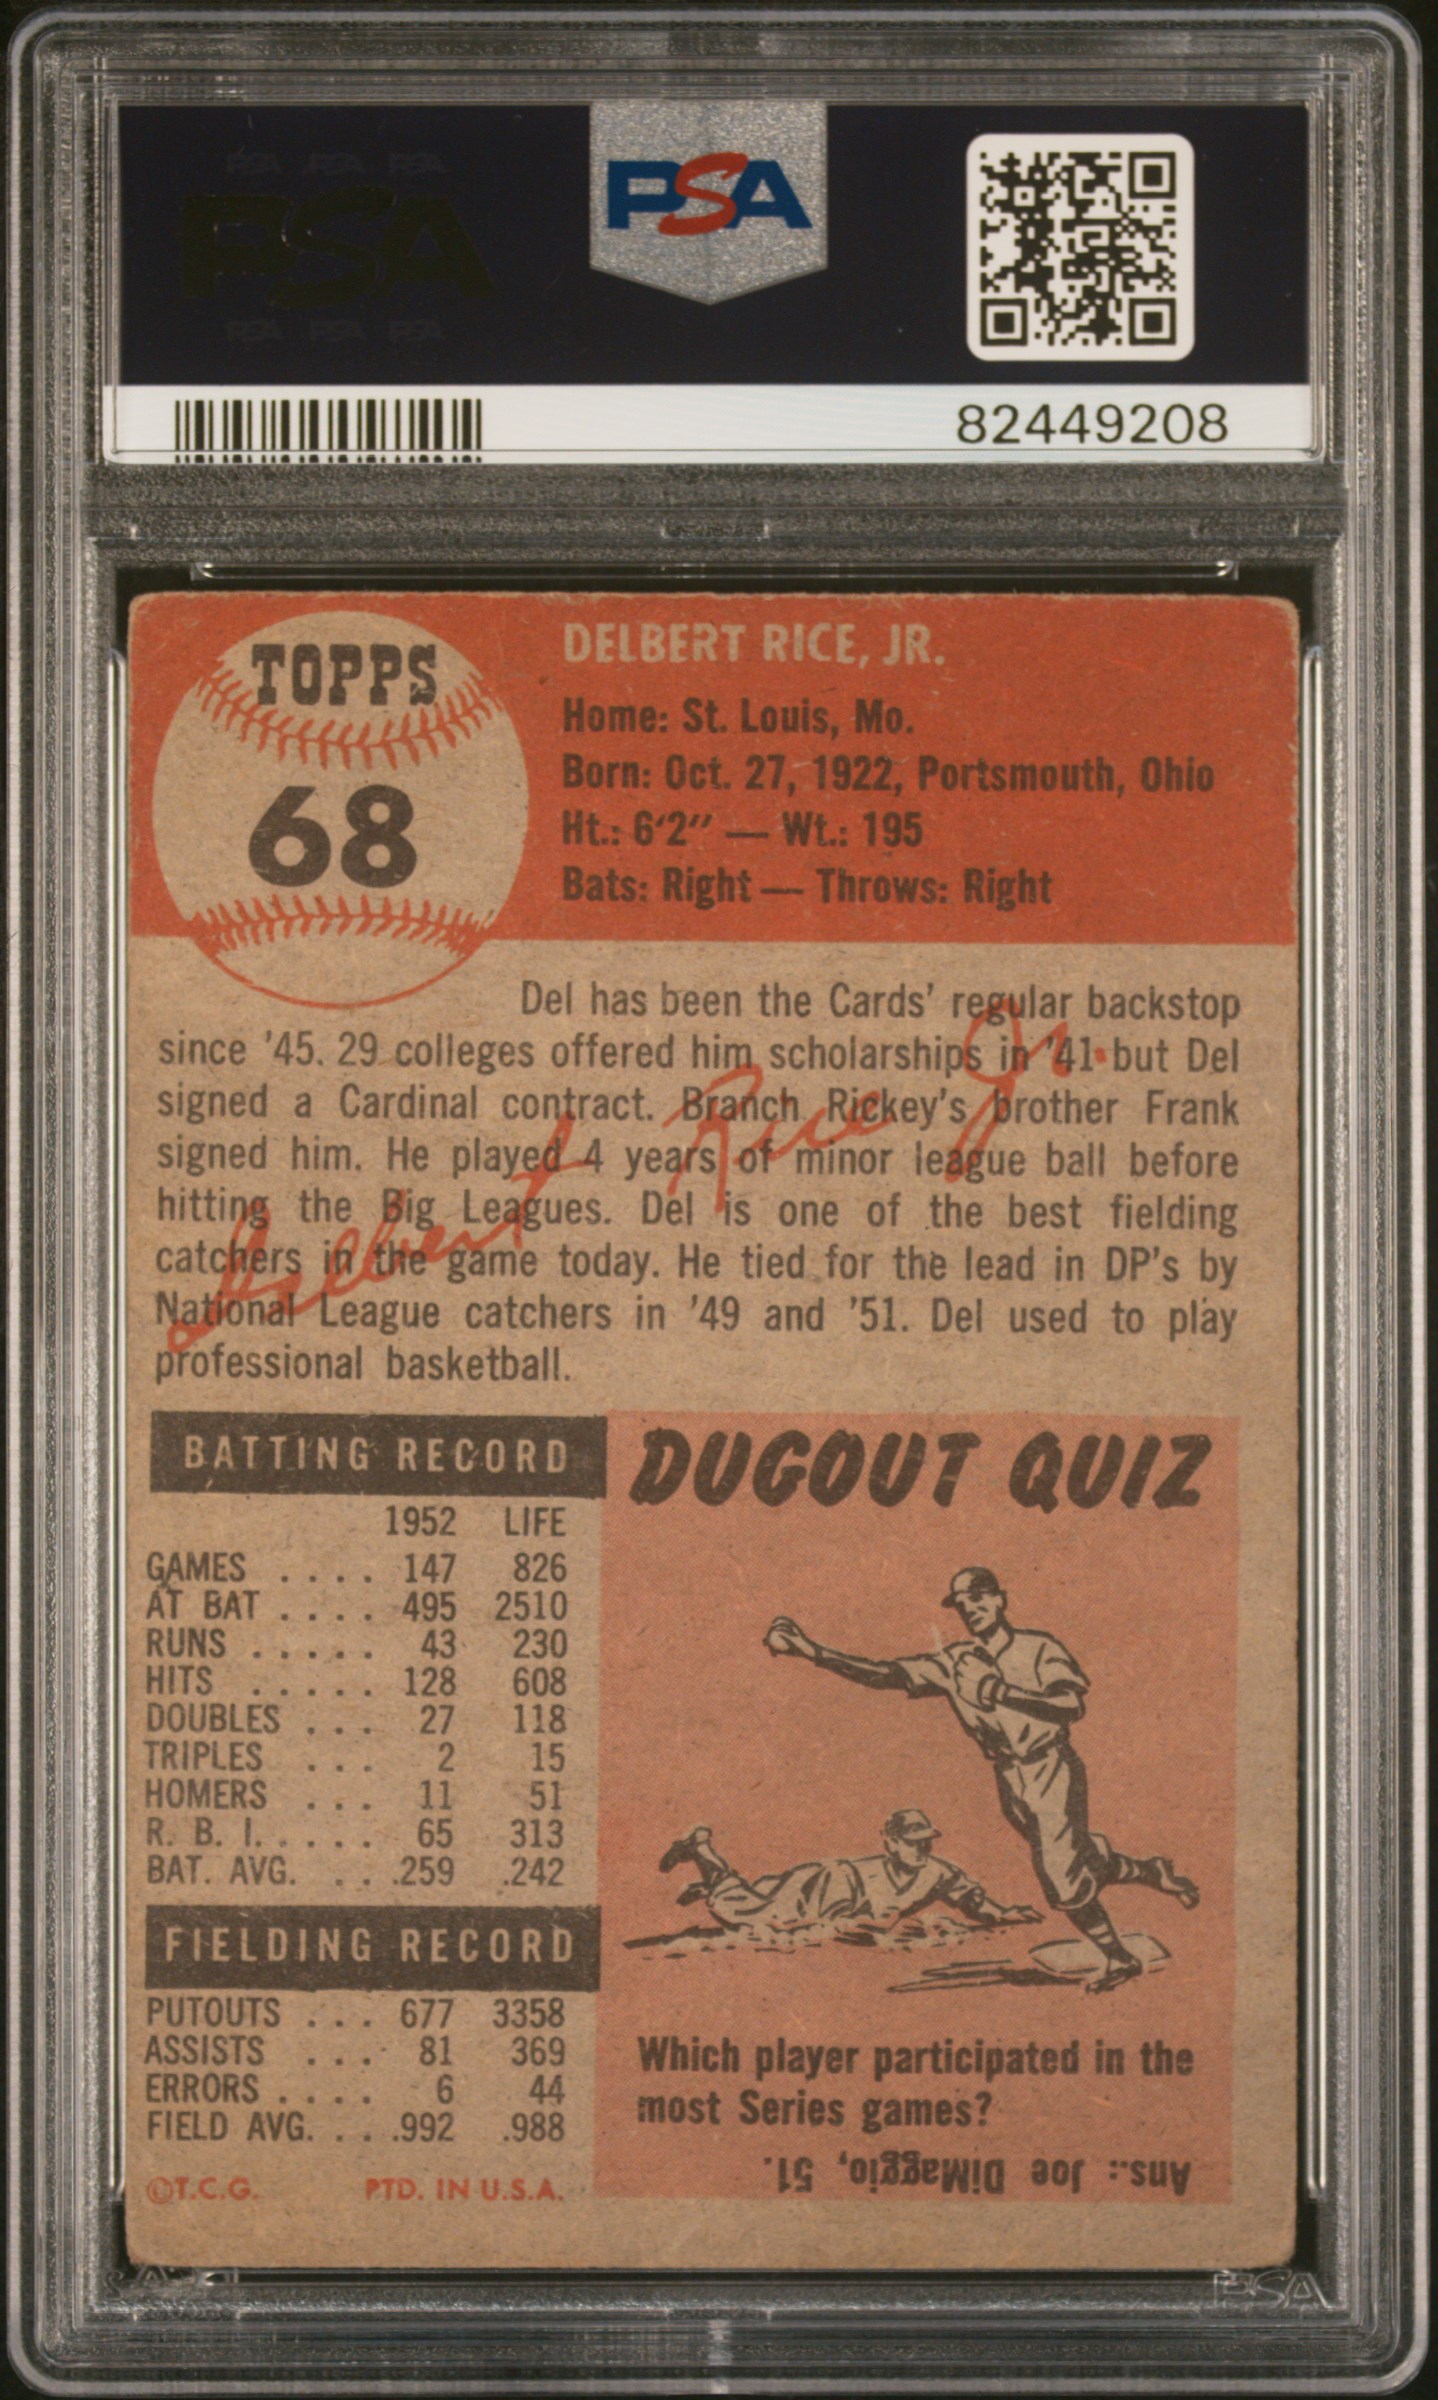 PSA PSA PSA
PSA
PSA PSA PSA
PSA
82449208
TOPPS
68
DELBERT RICE, JR.
Home: St. Louis, Mo.
Born: Oct. 27, 1922, Portsmouth, Ohio
Ht.: 6'2" — Wt.: 195
Bats: Right — Throws: Right
Del has been the Cards' regular backstop
since '45. 29 colleges offered him scholarships in '41 but Del
signed a Cardinal contract. Branch Rickey's brother Frank
signed him. He played 4 years of minor league ball before
hitting the Big Leagues. Del is one of the best fielding
catchers in the game today. He tied for the lead in DP's by
National League catchers in '49 and '51. Del used to play
professional basketball.
Delbert Rice Jr.
BATTING RECORD
1952 LIFE
GAMES .... 147 826
AT BAT .... 495 2510
RUNS ..... 43 230
HITS ..... 128 608
DOUBLES ... 27 118
TRIPLES ... 2 15
HOMERS ... 11 51
R. B. I. .... 65 313
BAT. AVG. ... .259 .242
FIELDING RECORD
PUTOUTS ... 677 3358
ASSISTS ... 81 369
ERRORS .... 6 44
FIELD AVG. ... .992 .988
©T.C.G. PTD. IN U.S.A.
DUGOUT QUIZ
Which player participated in the
most Series games?
Ans.: Joe DiMaggio, 51.
PSA